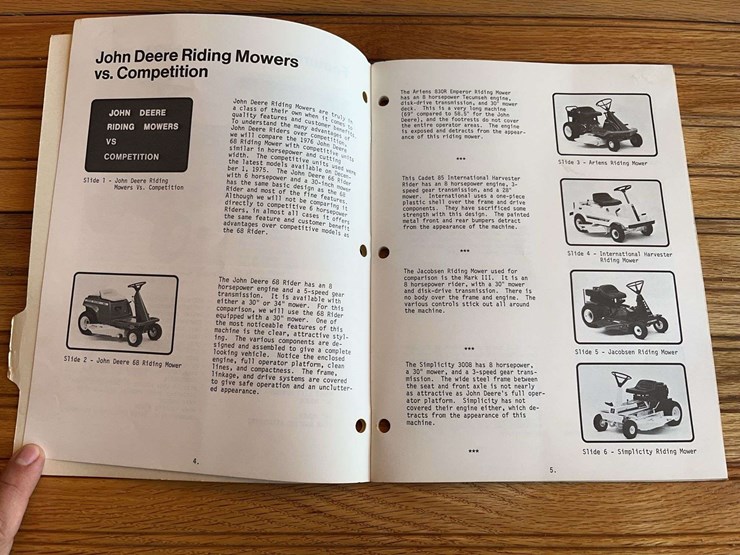 John Deere Riding Mowers
vs. Competition
JOHN DEERE
RIDING MOWERS
VS
COMPETITION
Slide 1 - John Deere Riding
Mowers Vs. Competition
John Deere Riding Mowers are truly in
a class of their own when it comes to
quality features and customer benefits.
To understand the many advantages of
John Deere Riders over competition,
we will compare the 1976 John Deere
68 Riding Mower with competitive units
similar in horsepower and cutting
width. The competitive units used were
the latest models available on Decem-
ber 1, 1975. The John Deere 66 Rider
with 6 horsepower and a 30-inch mower
has the same basic design as the 68
Rider and most of the fine features.
Although we will not be comparing it
directly to competitive 6 horsepower
Riders, in almost all cases it offers
the same feature and customer benefit
advantages over competitive models as
the 68 Rider.
Slide 2 - John Deere 68 Riding Mower
The John Deere 68 Rider has an 8
horsepower engine and a 5-speed gear
transmission. It is available with
either a 30" or 34" mower. For this
comparison, we will use the 68 Rider
equipped with a 30" mower. One of
the most noticeable features of this
machine is the clear, attractive styl-
ing. The various components are de-
signed and assembled to give a complete
looking vehicle. Notice the enclosed
engine, full operator platform, clean
lines, and compactness. The frame,
linkage, and drive systems are covered
to give safe operation and an unclutter-
ed appearance.
4.
The Ariens 830R Emperor Riding Mower
has an 8 horsepower Tecumseh engine,
disk-drive transmission, and 30" mower
deck. This is a very long machine
(69" compared to 58.5" for the John
Deere), and the footrests do not cover
the entire operator areas. The engine
is exposed and detracts from the appear-
ance of this riding mower.
***
Slide 3 - Ariens Riding Mower
This Cadet 85 International Harvester
Rider has an 8 horsepower engine, 3-
speed gear transmission, and a 28"
mower. International uses a one-piece
plastic shell over the frame and drive
components. They have sacrificed some
strength with this design. The painted
metal front and rear bumpers detract
from the appearance of the machine.
***
Slide 4 - International Harvester
Riding Mower
The Jacobsen Riding Mower used for
comparison is the Mark III. It is an
8 horsepower rider, with a 30" mower
and disk-drive transmission. There is
no body over the frame and engine. The
various controls stick out all around
the machine.
***
Slide 5 - Jacobsen Riding Mower
The Simplicity 3008 has 8 horsepower,
a 30" mower, and a 3-speed gear trans-
mission. The wide steel frame between
the seat and front axle is not nearly
as attractive as John Deere's full oper-
ator platform. Simplicity has not
covered their engine either, which de-
tracts from the appearance of this
machine.
***
Slide 6 - Simplicity Riding Mower
5.